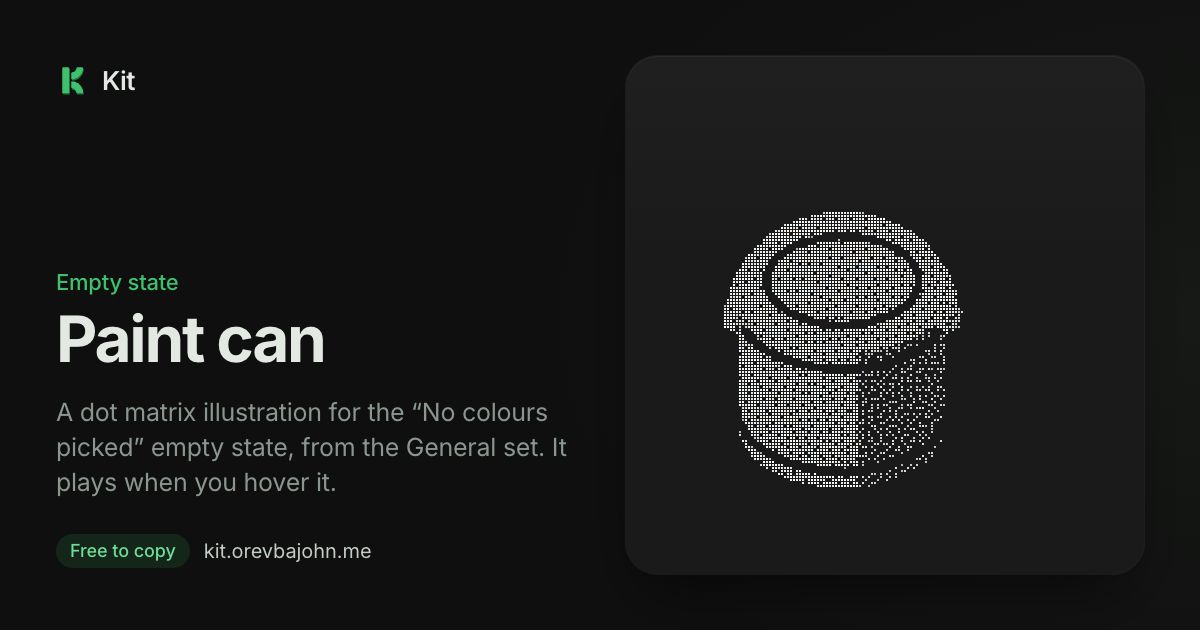 Kit
Empty state
Paint can
A dot matrix illustration for the “No colours
picked” empty state, from the General set. It
plays when you hover it.
Free to copy
kit.orevbajohn.me